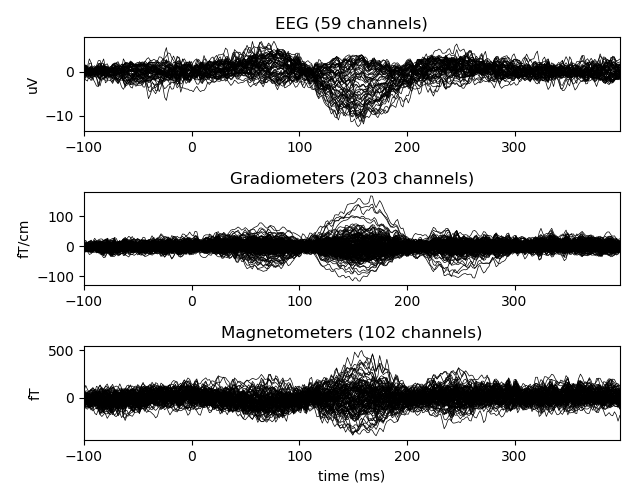 EEG (59 channels)
0
−10
uV
−100 0 100 200 300
Gradiometers (203 channels)
100
0
−100
fT/cm
−100 0 100 200 300
Magnetometers (102 channels)
500
0
fT
−100 0 100 200 300
time (ms)